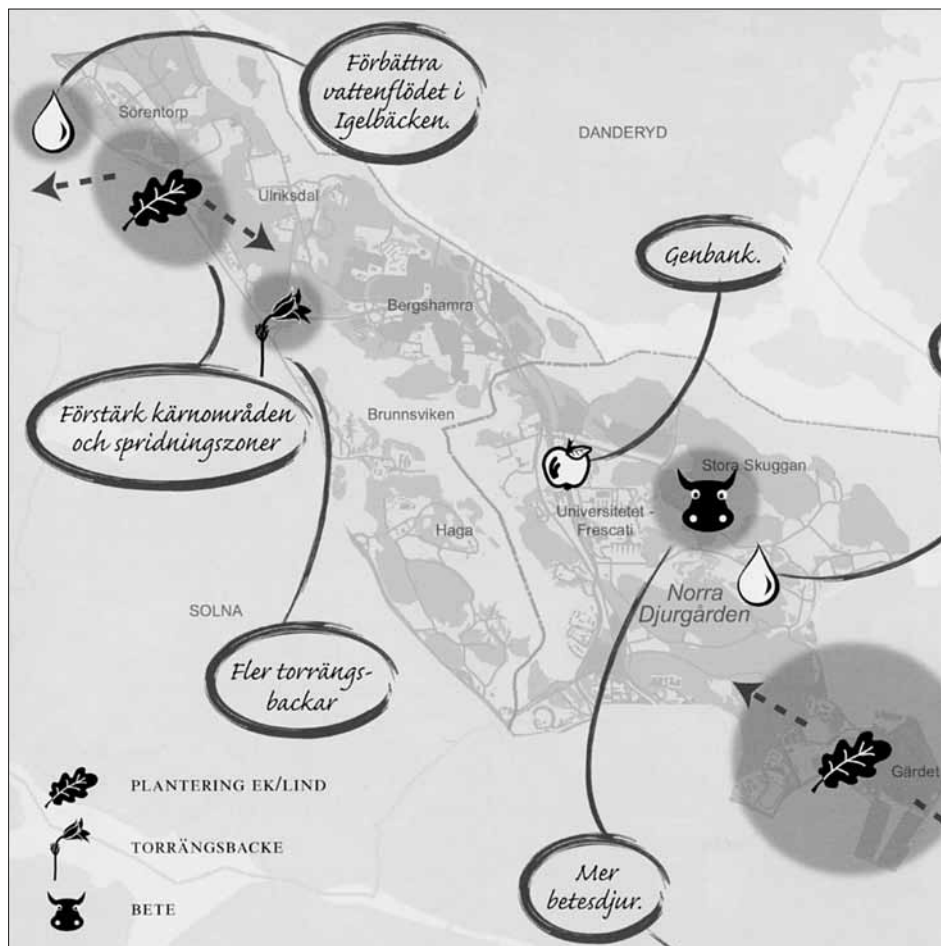 Förbättra
vattenflödet i
Igelbäcken.
Sörentorp
DANDERYD
Ulriksdal
Genbank.
Bergshamra
Förstärk kärnområden
och spridningszoner
Brunnsviken
Stora Skuggan
Universitetet -
Frescati
Haga
Norra
Djurgården
SOLNA
Fler torrängs-
backar
Gärdet
PLANTERING EK/LIND
TORRÄNGSBACKE
Mer
betesdjur.
BETE